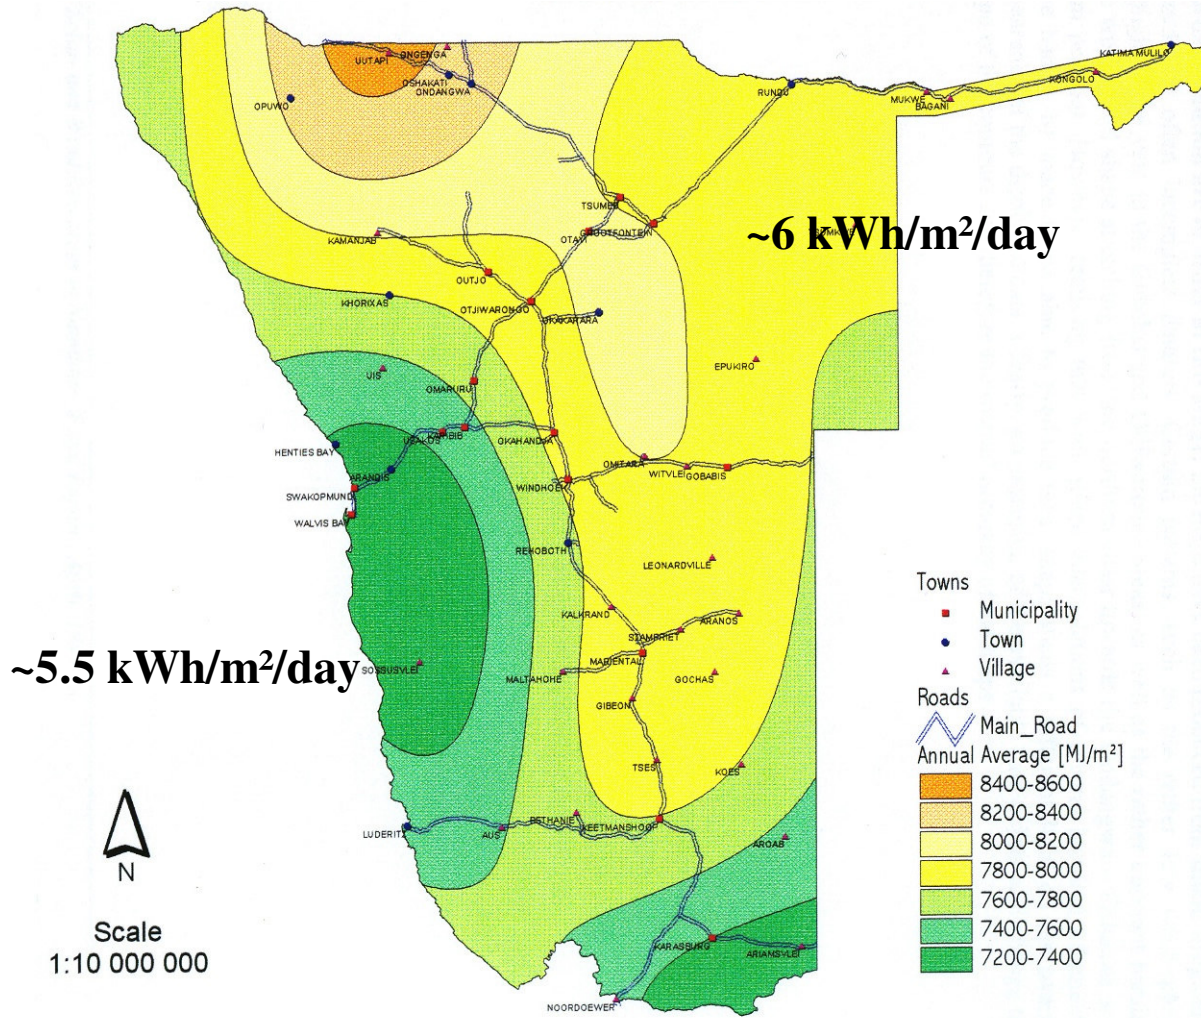 KATIMA MULILO
ONGENGA
UUTAPI
OSHAKATI
ONDANGWA
KONGOLO
RUNDU
MUKWE
BAGANI
OPUWO
TSUMEB
GROOTFONTEIN
OTAVI
~6 kWh/m²/day
KAMANJAB
OUTJO
KHORIXAS
OTJIWARONGO
OKAKARARA
EPUKIRO
UIS
OMARURU
KARIBIB
USAKOS
OKAHANDJA
HENTIES BAY
OMITARA
WITVLEI
GOBABIS
ARANDIS
WINDHOEK
SWAKOPMUND
WALVIS BAY
REHOBOTH
LEONARDVILLE
KALKRAND
ARANOS
STAMPRIET
MARIENTAL
~5.5 kWh/m²/day
SOSSUSVLEI
MALTAHOHE
GOCHAS
GIBEON
TSES
KOES
BETHANIE
LUDERITZ
AUS
KEETMANSHOOP
AROAB
KARASBURG
ARIAMSVLEI
NOORDOEWER
N
Scale
1:10 000 000
Towns
Municipality
Town
Village
Roads
Main_Road
Annual Average [MJ/m²]
8400-8600
8200-8400
8000-8200
7800-8000
7600-7800
7400-7600
7200-7400